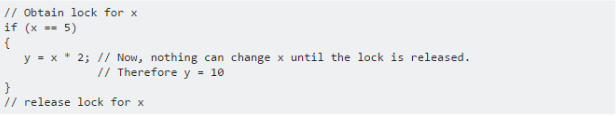 // Obtain lock for x
if (x == 5)
{
y = x * 2; // Now, nothing can change x until the lock is released.
// Therefore y = 10
}
// release lock for x